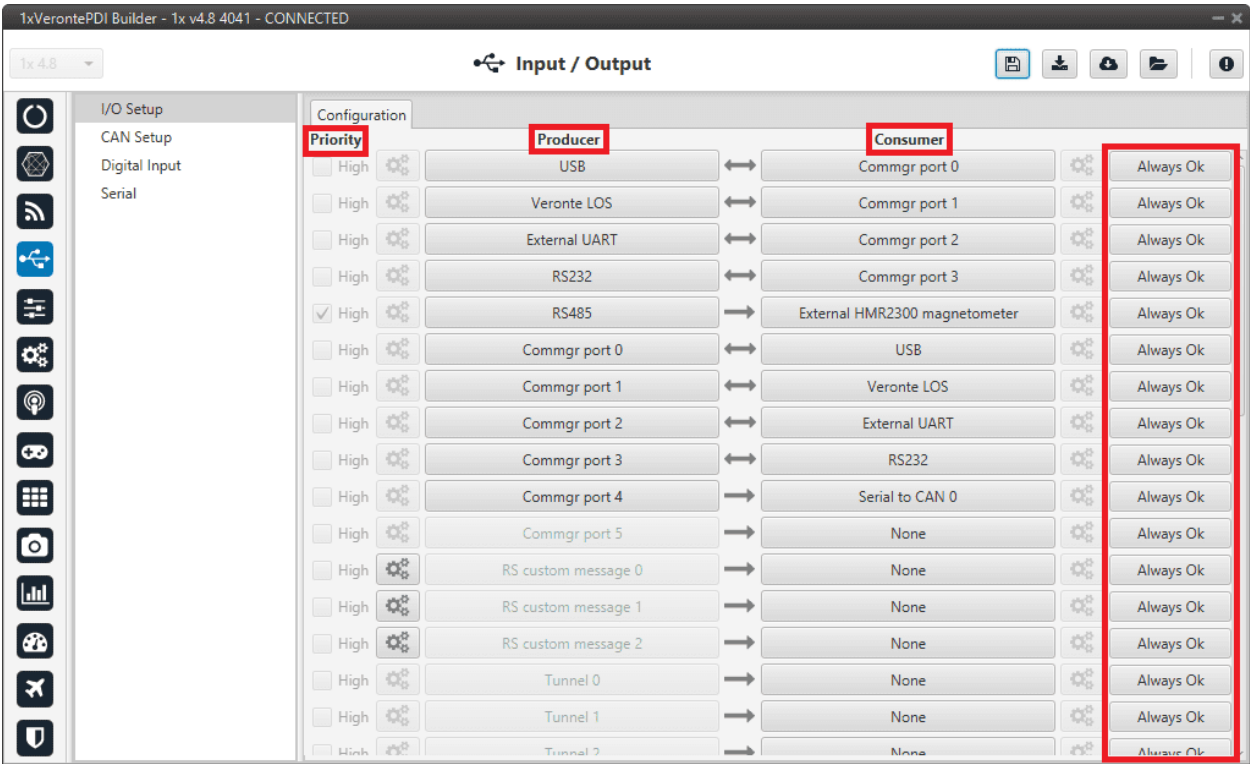 1xVerontePDI Builder - 1x v4.8 4041 - CONNECTED
1x 4.8
Input / Output
I/O Setup
CAN Setup
Digital Input
Serial
Configuration
Priority Producer Consumer
High USB Commgr port 0 Always Ok
High Veronte LOS Commgr port 1 Always Ok
High External UART Commgr port 2 Always Ok
High RS232 Commgr port 3 Always Ok
High RS485 External HMR2300 magnetometer Always Ok
High Commgr port 0 USB Always Ok
High Commgr port 1 Veronte LOS Always Ok
High Commgr port 2 External UART Always Ok
High Commgr port 3 RS232 Always Ok
High Commgr port 4 Serial to CAN 0 Always Ok
High Commgr port 5 None Always Ok
High RS custom message 0 None Always Ok
High RS custom message 1 None Always Ok
High RS custom message 2 None Always Ok
High Tunnel 0 None Always Ok
High Tunnel 1 None Always Ok
High Tunnel 2 None Always Ok